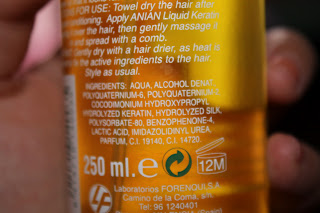 FOR USE: Towel dry the hair after
conditioning. Apply ANIAN Liquid Keratin
over the hair, then gently massage it
and spread with a comb.
Gently dry with a hair drier, as heat is
the active ingredients to the hair.
Style as usual.
INGREDIENTS: AQUA, ALCOHOL DENAT,
POLYQUATERNIUM-6, POLYQUATERNIUM-
COCODIMONIUM HYDROXYPROPYL
HYDROLYZED KERATIN, HYDROLYZED SILK,
POLYSORBATE-80, BENZOPHENONE-4,
LACTIC ACID, IMIDAZOLIDINYL UREA,
PARFUM, C.I. 19140, C.I. 14720.
250 ml. e 12M
Laboratorios FORENQUILS
Camino de la Coma, s/n
Tel: 96 1240401